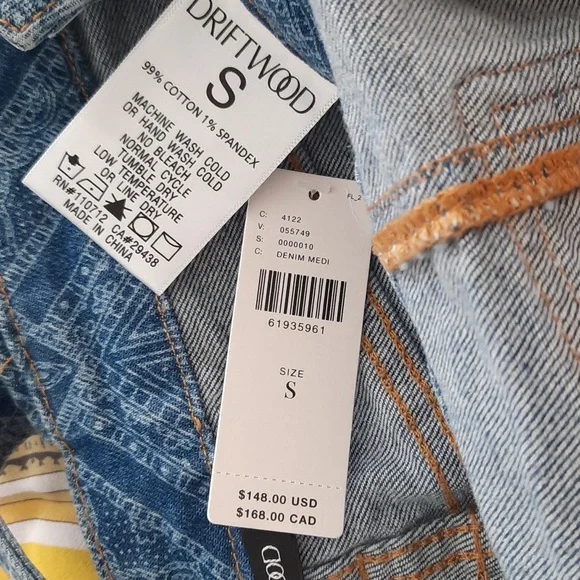 DRIFTWOOD
S
99% COTTON 1% SPANDEX
MACHINE WASH COLD
OR HAND WASH COLD
NO BLEACH
NORMAL CYCLE
TUMBLE DRY
LOW TEMPERATURE
OR LINE DRY
RN#110712 CA#29438
MADE IN CHINA
FL_2
C: 4122
V: 055749
S: 0000010
C: DENIM MEDI
61935961
SIZE
S
$148.00 USD
$168.00 CAD